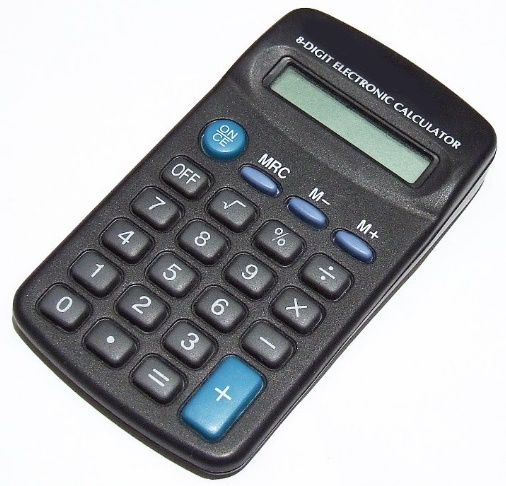 8-DIGIT ELECTRONIC CALCULATOR
ON
CE
MRC M− M+
OFF √ % ÷
7 8 9 ×
4 5 6 −
1 2 3 +
0 • =